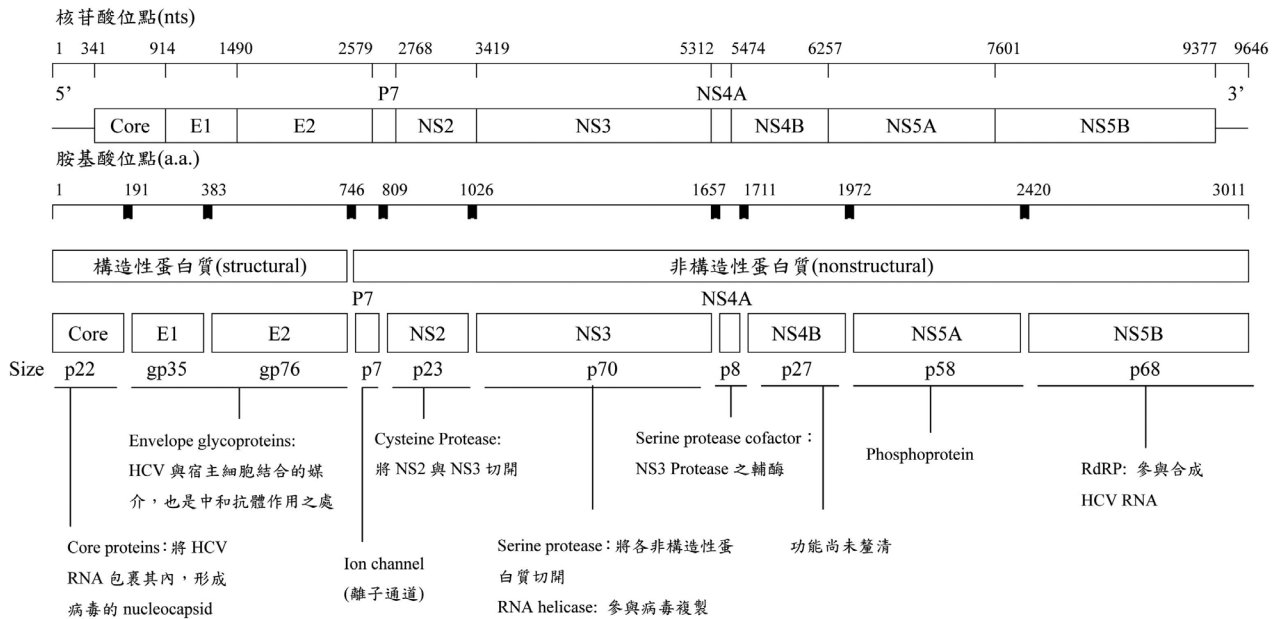 核苷酸位點(nts)
1 341 914 1490 2579 2768 3419 5312 5474 6257 7601 9377 9646
5’ P7 NS4A 3’
Core E1 E2 NS2 NS3 NS4B NS5A NS5B
胺基酸位點(a.a.)
1 191 383 746 809 1026 1657 1711 1972 2420 3011
構造性蛋白質(structural) 非構造性蛋白質(nonstructural)
P7 NS4A
Core E1 E2 NS2 NS3 NS4B NS5A NS5B
Size p22 gp35 gp76 p7 p23 p70 p8 p27 p58 p68
Envelope glycoproteins:
HCV 與宿主細胞結合的媒
介，也是中和抗體作用之處
Cysteine Protease:
將 NS2 與 NS3 切開
Serine protease cofactor：
NS3 Protease 之輔酶
Phosphoprotein
RdRP: 參與合成
HCV RNA
Core proteins：將 HCV
RNA 包裹其內，形成
病毒的 nucleocapsid
Ion channel
(離子通道)
Serine protease：將各非構造性蛋
白質切開
RNA helicase: 參與病毒複製
功能尚未釐清